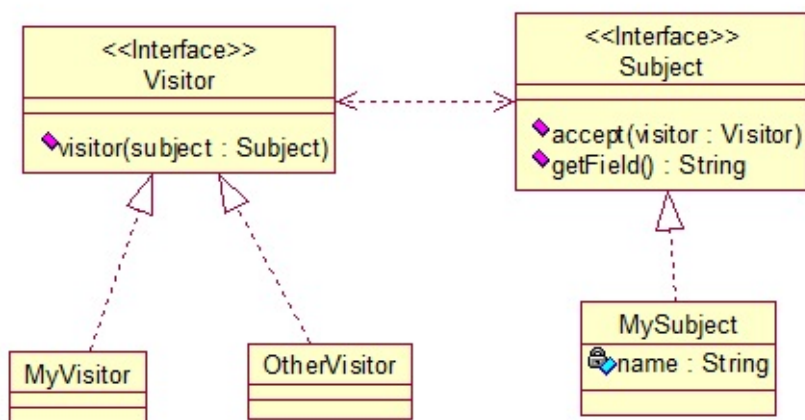 <<Interface>>
Visitor
visitor(subject : Subject)
<<Interface>>
Subject
accept(visitor : Visitor)
getField() : String
MyVisitor
OtherVisitor
MySubject
name : String